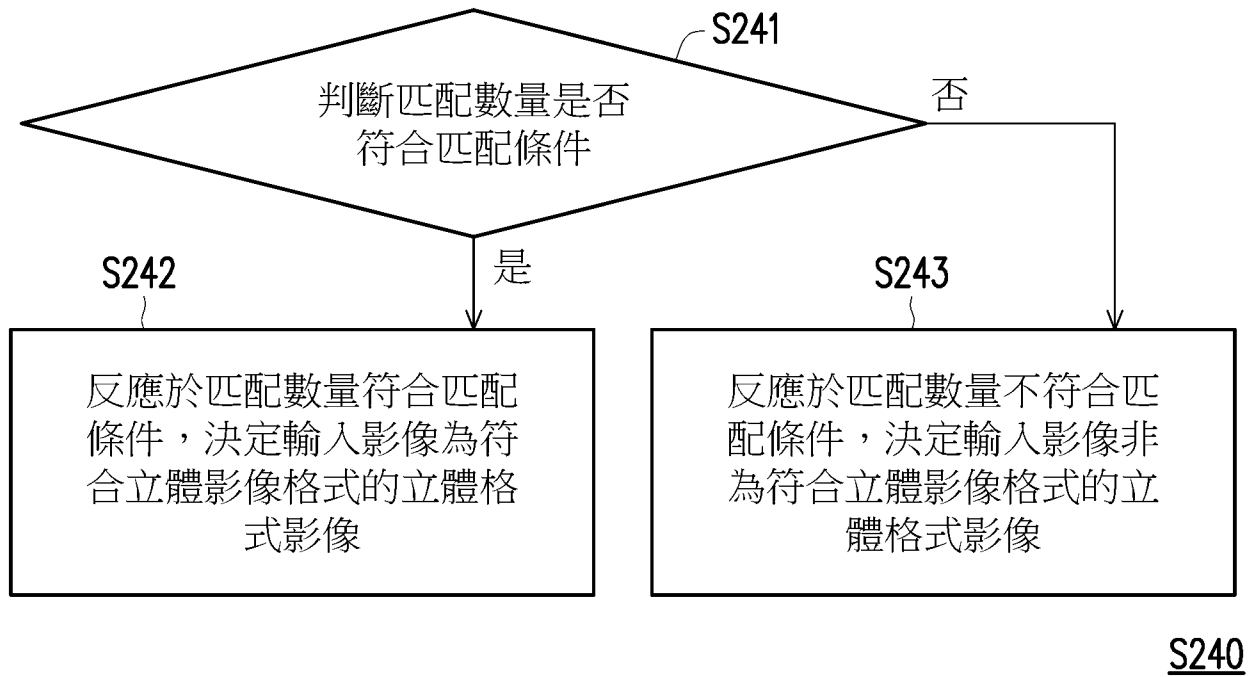 S241
判斷匹配數量是否
符合匹配條件
否
是
S242
反應於匹配數量符合匹配
條件，決定輸入影像為符
合立體影像格式的立體格
式影像
S243
反應於匹配數量不符合匹
配條件，決定輸入影像非
為符合立體影像格式的立
體格式影像
S240